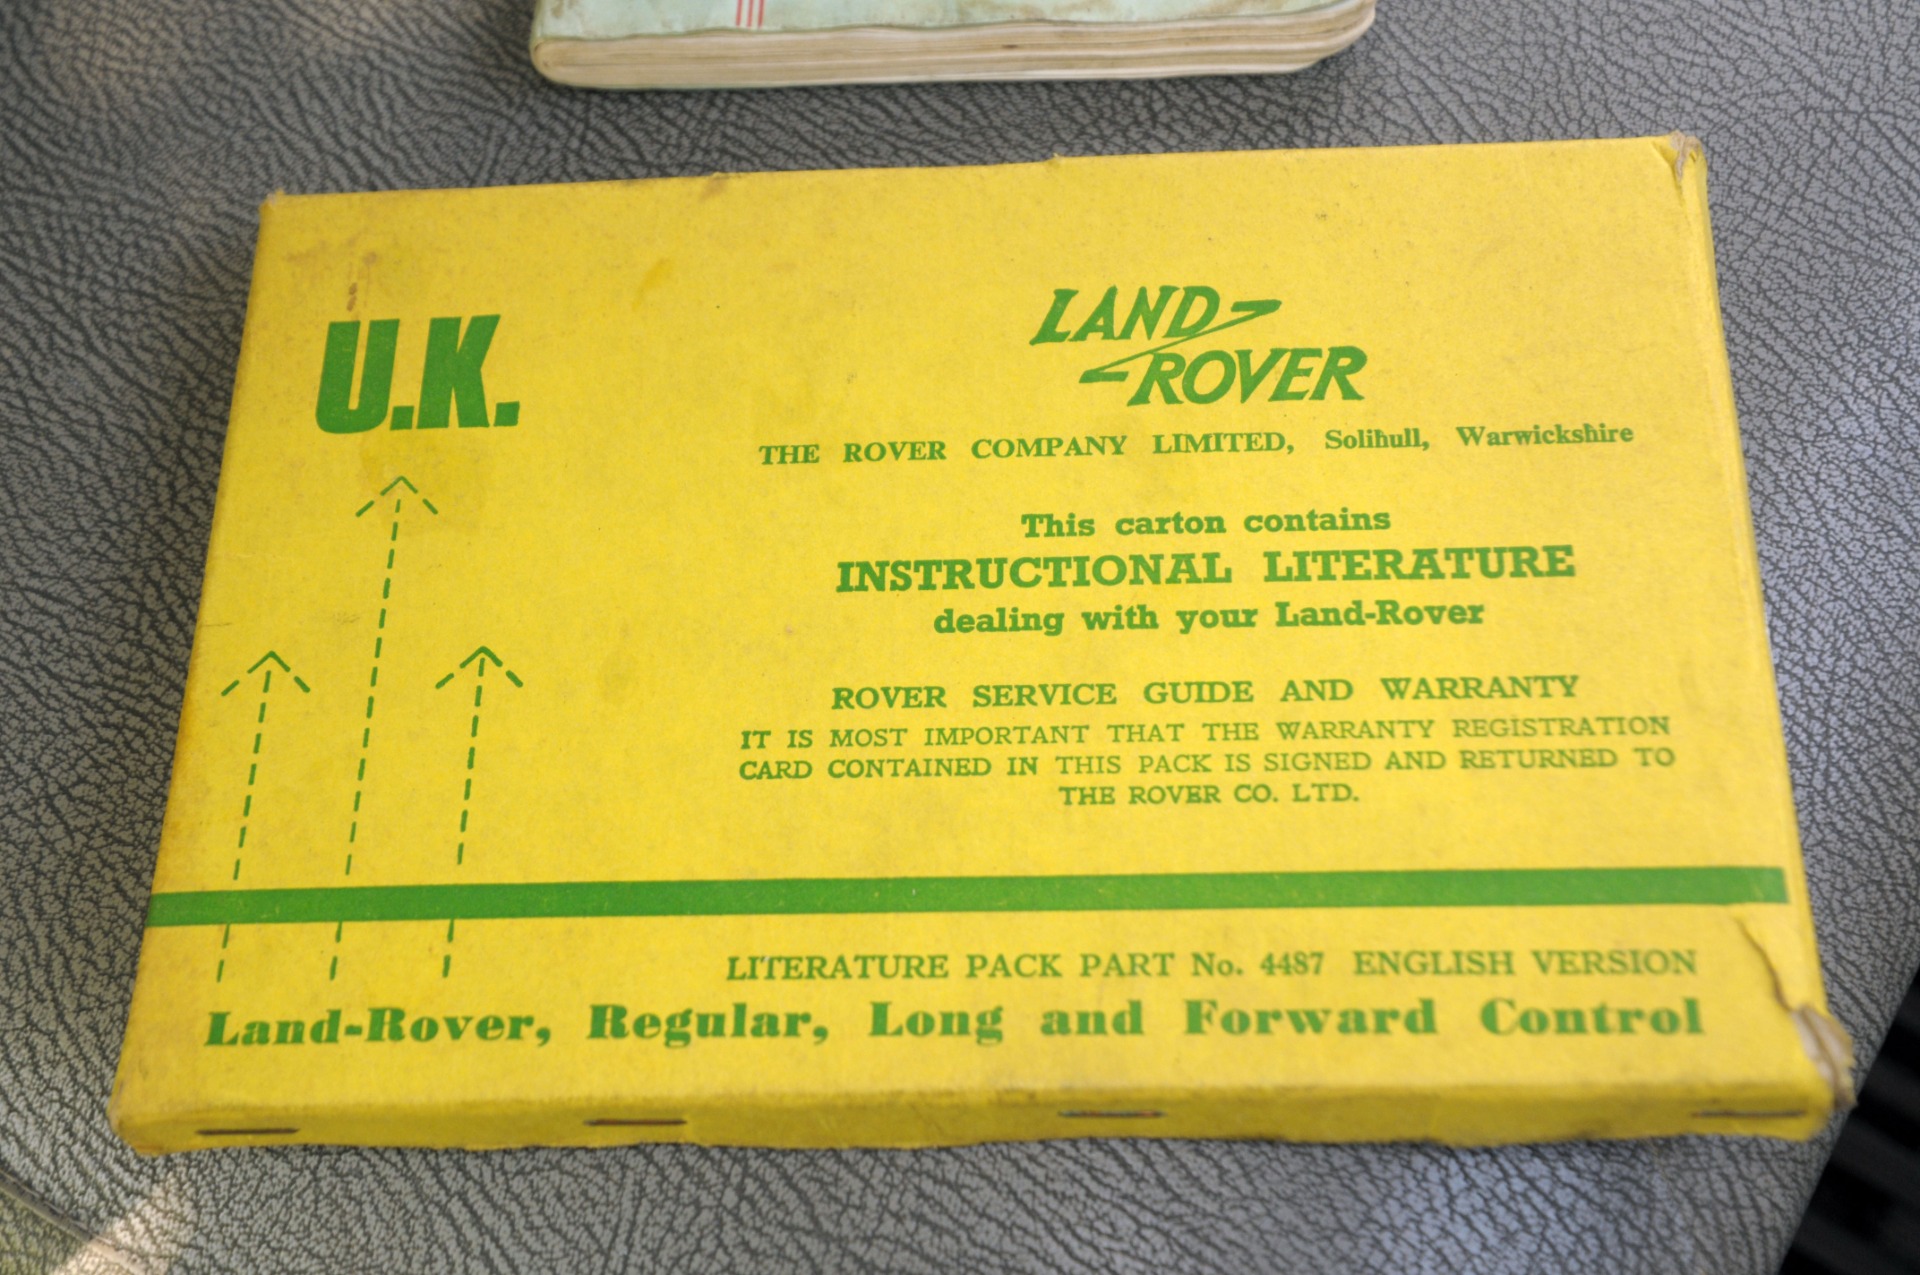 U.K.
LAND-
-ROVER
THE ROVER COMPANY LIMITED, Solihull, Warwickshire
This carton contains
INSTRUCTIONAL LITERATURE
dealing with your Land-Rover
ROVER SERVICE GUIDE AND WARRANTY
IT IS MOST IMPORTANT THAT THE WARRANTY REGISTRATION
CARD CONTAINED IN THIS PACK IS SIGNED AND RETURNED TO
THE ROVER CO. LTD.
LITERATURE PACK PART No. 4487 ENGLISH VERSION
Land-Rover, Regular, Long and Forward Control